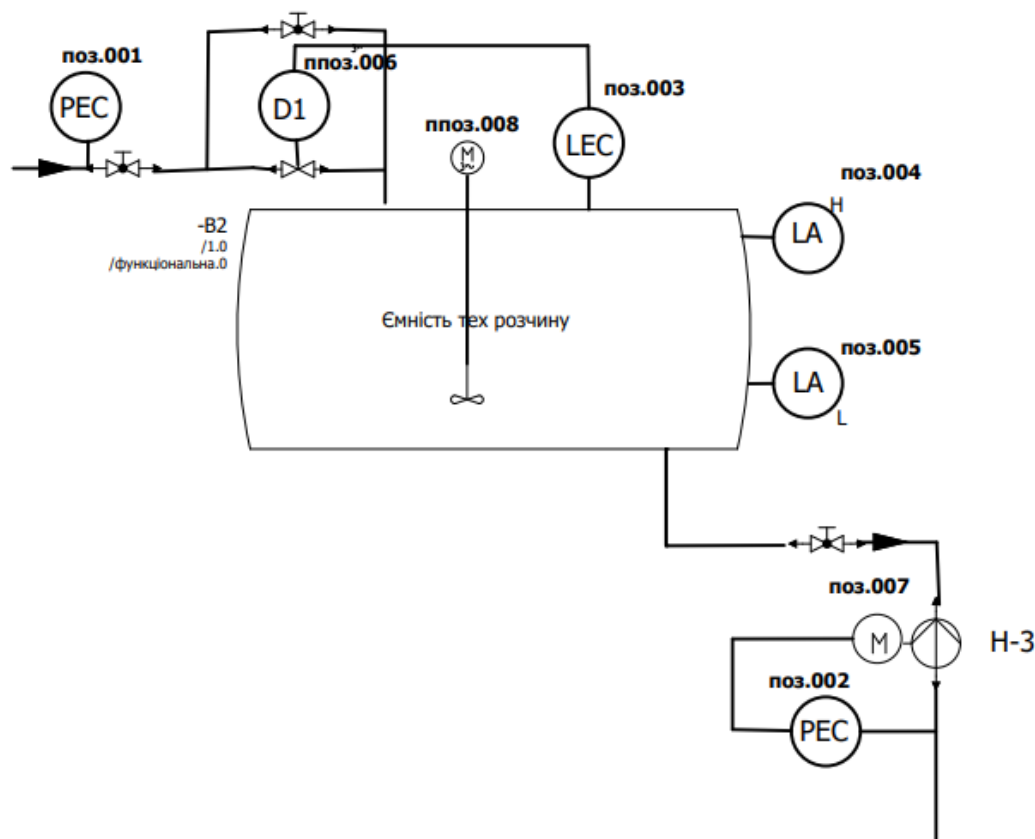 поз.001
PEC
ппоз.006
D1
ппоз.008
M
поз.003
LEC
поз.004
H
LA
-B2
/1.0
/функціональна.0
Ємність тех розчину
поз.005
LA
L
поз.007
M
Н-3
поз.002
PEC